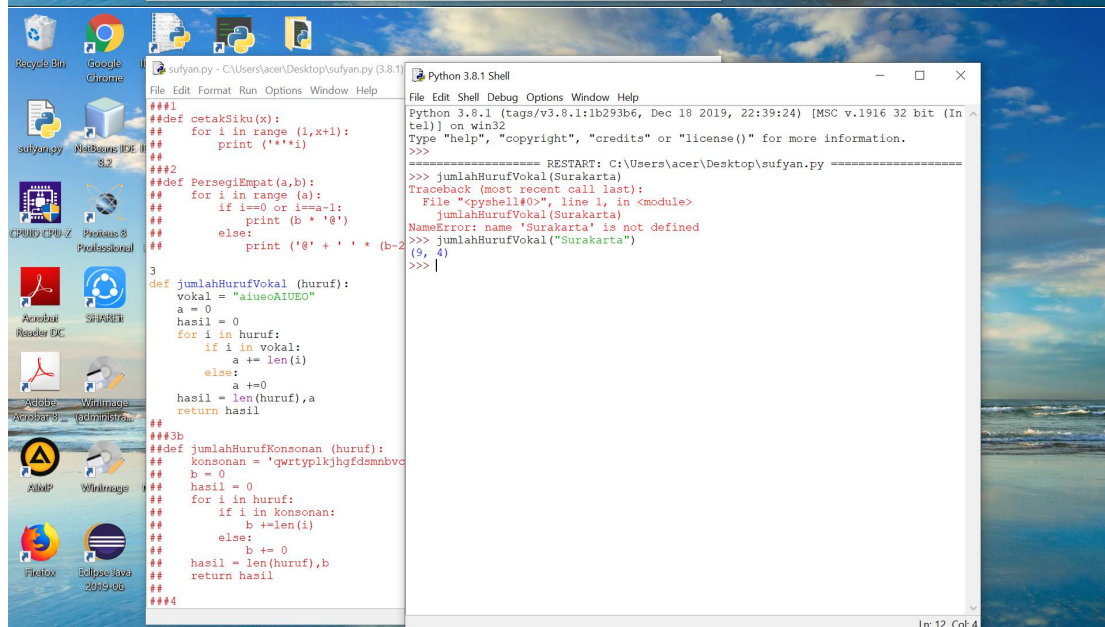 Recycle Bin
Google Chrome
sufyan.py
NetBeans IDE 8.2
CPUID CPU-Z
Proteus 8 Professional
Acrobat Reader DC
SHAREit
Adobe Acrobat 8 ...
WinImage (administra...
AIMP
WinImage
Firefox
Eclipse Java 2019-06
sufyan.py - C:\Users\acer\Desktop\sufyan.py (3.8.1)
File Edit Format Run Options Window Help
###1
##def cetakSiku(x):
##    for i in range (1,x+1):
##        print ('*'*i)
##
###2
##def PersegiEmpat(a,b):
##    for i in range (a):
##        if i==0 or i==a-1:
##            print (b * '@')
##        else:
##            print ('@' + ' ' * (b-2
3
def jumlahHurufVokal (huruf):
    vokal = "aiueoAIUEO"
    a = 0
    hasil = 0
    for i in huruf:
        if i in vokal:
            a += len(i)
        else:
            a +=0
    hasil = len(huruf),a
    return hasil
##
###3b
##def jumlahHurufKonsonan (huruf):
##    konsonan = 'qwrtyplkjhgfdsmnbvc
##    b = 0
##    hasil = 0
##    for i in huruf:
##        if i in konsonan:
##            b +=len(i)
##        else:
##            b += 0
##    hasil = len(huruf),b
##    return hasil
##
###4
Python 3.8.1 Shell
File Edit Shell Debug Options Window Help
Python 3.8.1 (tags/v3.8.1:1b293b6, Dec 18 2019, 22:39:24) [MSC v.1916 32 bit (In
tel)] on win32
Type "help", "copyright", "credits" or "license()" for more information.
>>>
=================== RESTART: C:\Users\acer\Desktop\sufyan.py ===================
>>> jumlahHurufVokal(Surakarta)
Traceback (most recent call last):
  File "<pyshell#0>", line 1, in <module>
    jumlahHurufVokal(Surakarta)
NameError: name 'Surakarta' is not defined
>>> jumlahHurufVokal("Surakarta")
(9, 4)
>>>
Ln: 12 Col: 4